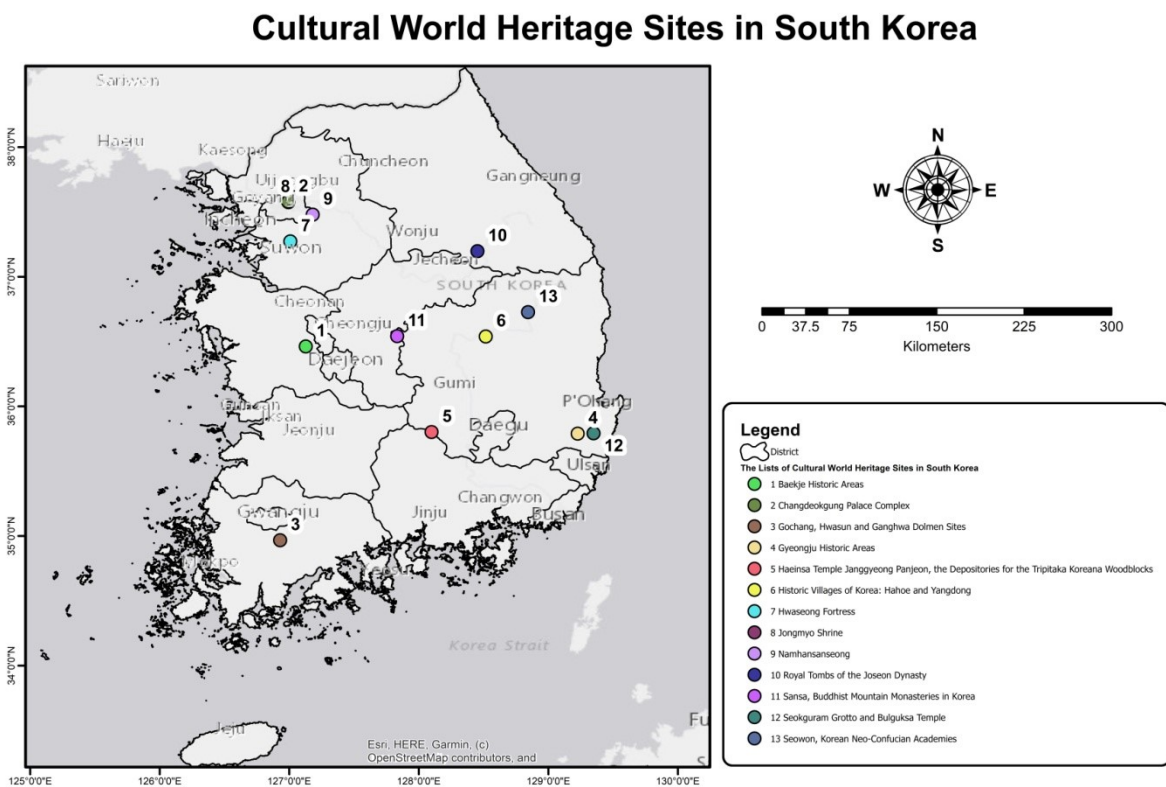 Cultural World Heritage Sites in South Korea
Sariwon
Haeju
Kaesong
Chuncheon
Gangneung
8 2
9
Incheon
7
Suwon
Wonju
10
Jecheon
SOUTH KOREA
13
Cheonan
Cheongju
11
6
1
Daejeon
Gumi
P'Ohang
Iksan
Jeonju
5
Daegu
4
12
Ulsan
Changwon
Gwangju
Jinju
Busan
3
Korea Strait
Jeju
Fu
S
Esri, HERE, Garmin, (c)
OpenStreetMap contributors, and
38°0'0"N
37°0'0"N
36°0'0"N
35°0'0"N
34°0'0"N
125°0'0"E 126°0'0"E 127°0'0"E 128°0'0"E 129°0'0"E 130°0'0"E
N
W E
S
0 37.5 75 150 225 300
Kilometers
Legend
District
The Lists of Cultural World Heritage Sites in South Korea
1 Baekje Historic Areas
2 Changdeokgung Palace Complex
3 Gochang, Hwasun and Ganghwa Dolmen Sites
4 Gyeongju Historic Areas
5 Haeinsa Temple Janggyeong Panjeon, the Depositories for the Tripitaka Koreana Woodblocks
6 Historic Villages of Korea: Hahoe and Yangdong
7 Hwaseong Fortress
8 Jongmyo Shrine
9 Namhansanseong
10 Royal Tombs of the Joseon Dynasty
11 Sansa, Buddhist Mountain Monasteries in Korea
12 Seokguram Grotto and Bulguksa Temple
13 Seowon, Korean Neo-Confucian Academies